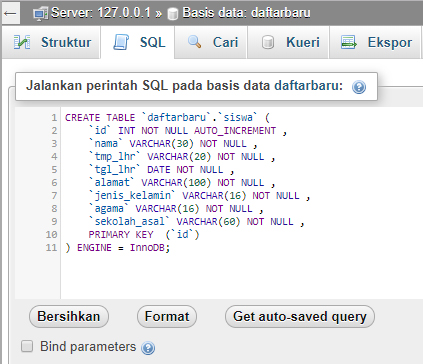 Server: 127.0.0.1 » Basis data: daftarbaru
Struktur SQL Cari Kueri Ekspor
Jalankan perintah SQL pada basis data daftarbaru:
1 CREATE TABLE `daftarbaru`.`siswa` (
2 `id` INT NOT NULL AUTO_INCREMENT ,
3 `nama` VARCHAR(30) NOT NULL ,
4 `tmp_lhr` VARCHAR(20) NOT NULL ,
5 `tgl_lhr` DATE NOT NULL ,
6 `alamat` VARCHAR(100) NOT NULL ,
7 `jenis_kelamin` VARCHAR(16) NOT NULL ,
8 `agama` VARCHAR(16) NOT NULL ,
9 `sekolah_asal` VARCHAR(60) NOT NULL ,
10 PRIMARY KEY (`id`)
11 ) ENGINE = InnoDB;
Bersihkan Format Get auto-saved query
Bind parameters